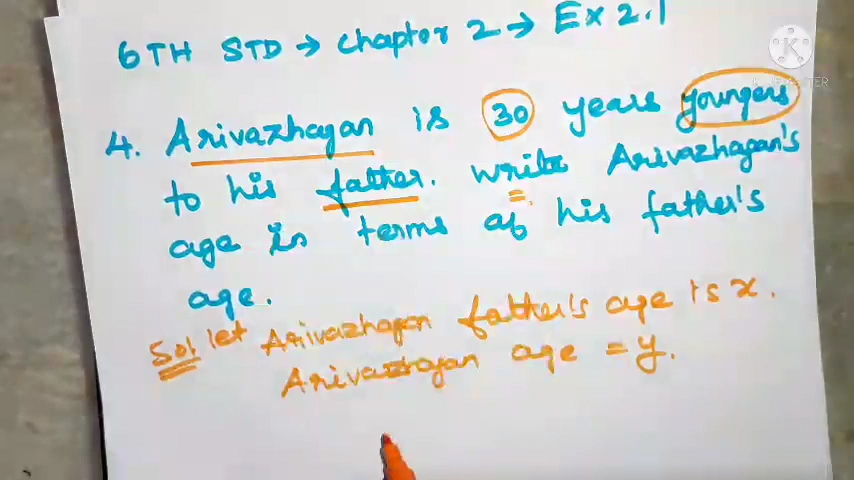 6TH STD → chapter 2 → Ex 2.1
4. Arivazhagan is 30 years youngers
to his father. write Arivazhagan's
age in terms of his father's
age.
Sol let Arivazhagan father's age is x.
Arivazhagan age = y.
K